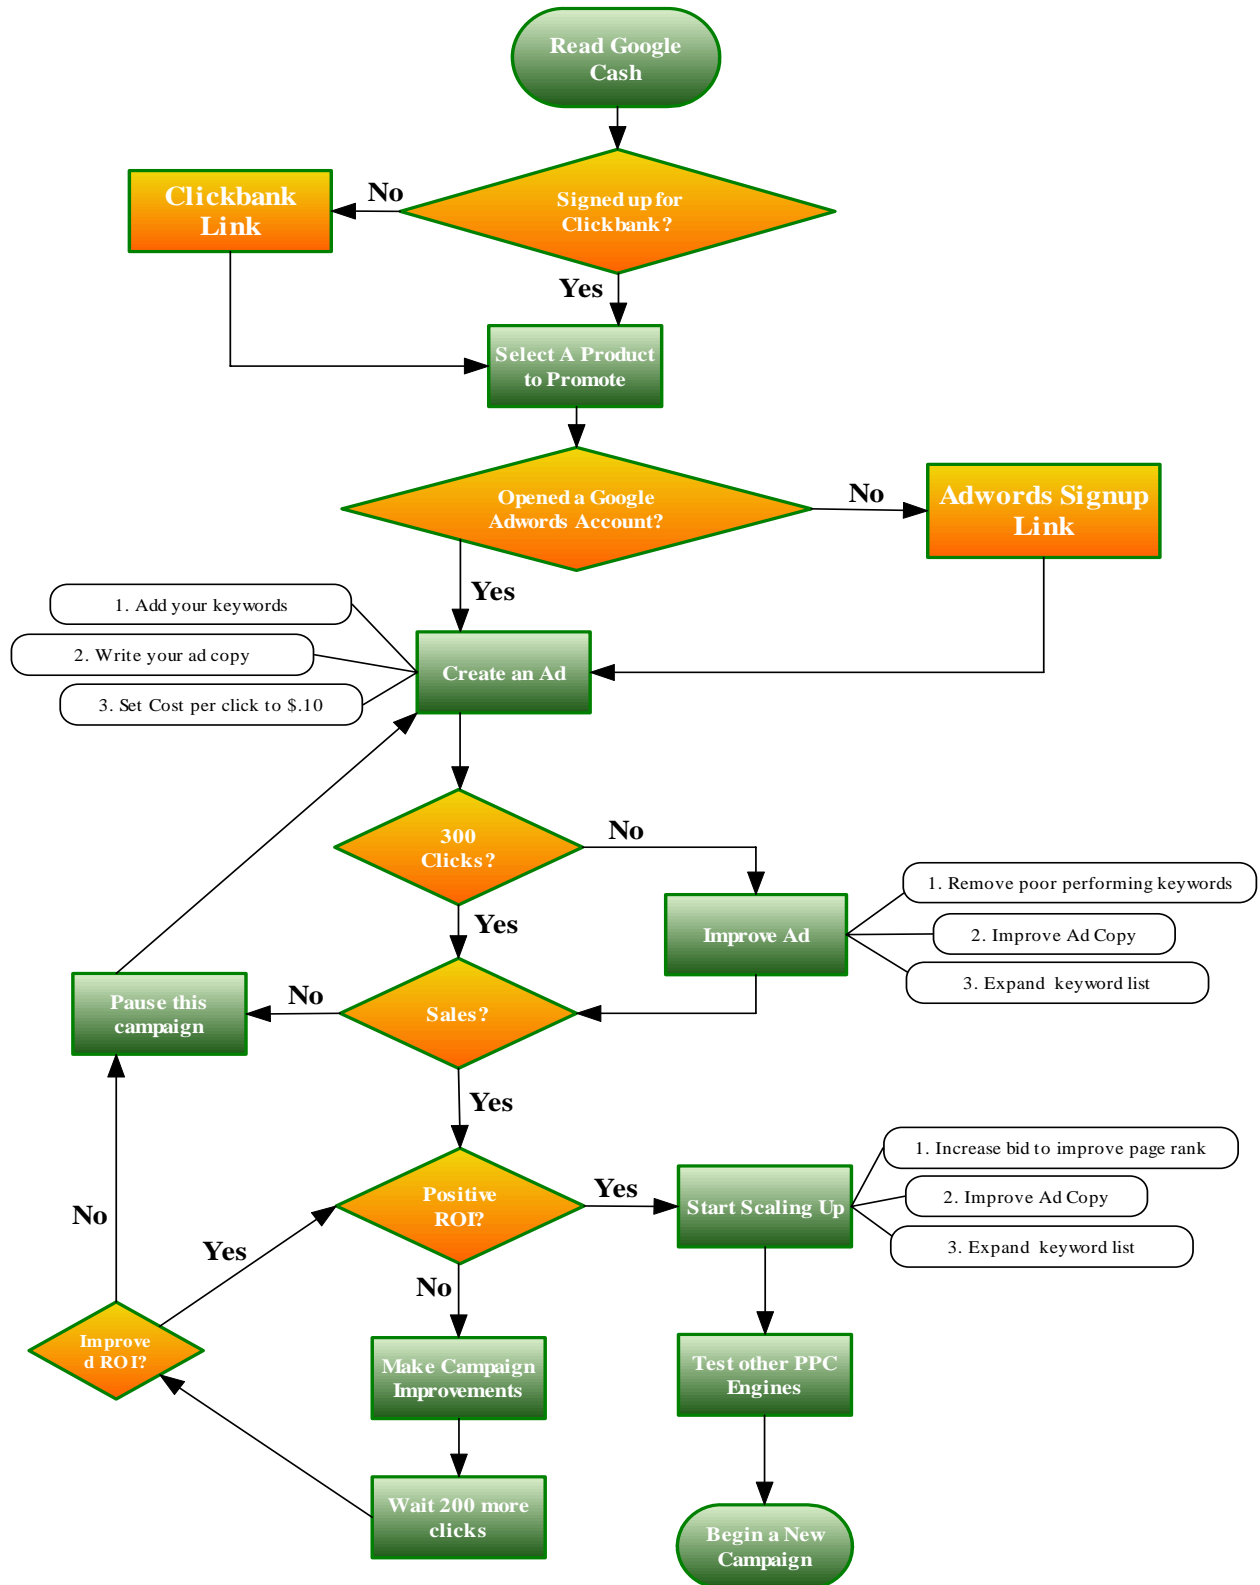 Read Google
Cash
Signed up for
Clickbank?
No
Clickbank
Link
Yes
Select A Product
to Promote
Opened a Google
Adwords Account?
No
Adwords Signup
Link
Yes
1. Add your keywords
2. Write your ad copy
3. Set Cost per click to $.10
Create an Ad
300
Clicks?
No
Yes
Improve Ad
1. Remove poor performing keywords
2. Improve Ad Copy
3. Expand keyword list
Sales?
No
Pause this
campaign
Yes
Positive
ROI?
Yes
Start Scaling Up
1. Increase bid to improve page rank
2. Improve Ad Copy
3. Expand keyword list
No
Yes
No
Improve
d ROI?
Make Campaign
Improvements
Test other PPC
Engines
Wait 200 more
clicks
Begin a New
Campaign